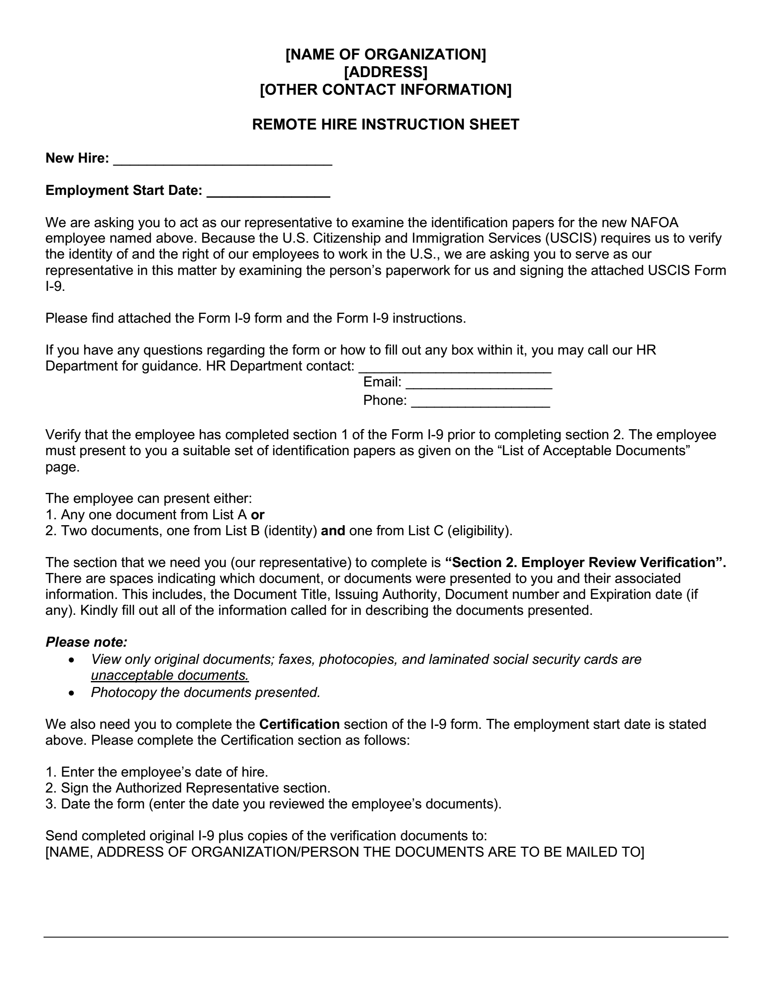 [NAME OF ORGANIZATION]
[ADDRESS]
[OTHER CONTACT INFORMATION]
REMOTE HIRE INSTRUCTION SHEET
New Hire: ____________________________
Employment Start Date: ________________
We are asking you to act as our representative to examine the identification papers for the new NAFOA
employee named above. Because the U.S. Citizenship and Immigration Services (USCIS) requires us to verify
the identity of and the right of our employees to work in the U.S., we are asking you to serve as our
representative in this matter by examining the person’s paperwork for us and signing the attached USCIS Form
I-9.
Please find attached the Form I-9 form and the Form I-9 instructions.
If you have any questions regarding the form or how to fill out any box within it, you may call our HR
Department for guidance. HR Department contact: _________________________
Email: ___________________
Phone: __________________
Verify that the employee has completed section 1 of the Form I-9 prior to completing section 2. The employee
must present to you a suitable set of identification papers as given on the “List of Acceptable Documents”
page.
The employee can present either:
1. Any one document from List A or
2. Two documents, one from List B (identity) and one from List C (eligibility).
The section that we need you (our representative) to complete is “Section 2. Employer Review Verification”.
There are spaces indicating which document, or documents were presented to you and their associated
information. This includes, the Document Title, Issuing Authority, Document number and Expiration date (if
any). Kindly fill out all of the information called for in describing the documents presented.
Please note:
• View only original documents; faxes, photocopies, and laminated social security cards are
unacceptable documents.
• Photocopy the documents presented.
We also need you to complete the Certification section of the I-9 form. The employment start date is stated
above. Please complete the Certification section as follows:
1. Enter the employee’s date of hire.
2. Sign the Authorized Representative section.
3. Date the form (enter the date you reviewed the employee’s documents).
Send completed original I-9 plus copies of the verification documents to:
[NAME, ADDRESS OF ORGANIZATION/PERSON THE DOCUMENTS ARE TO BE MAILED TO]